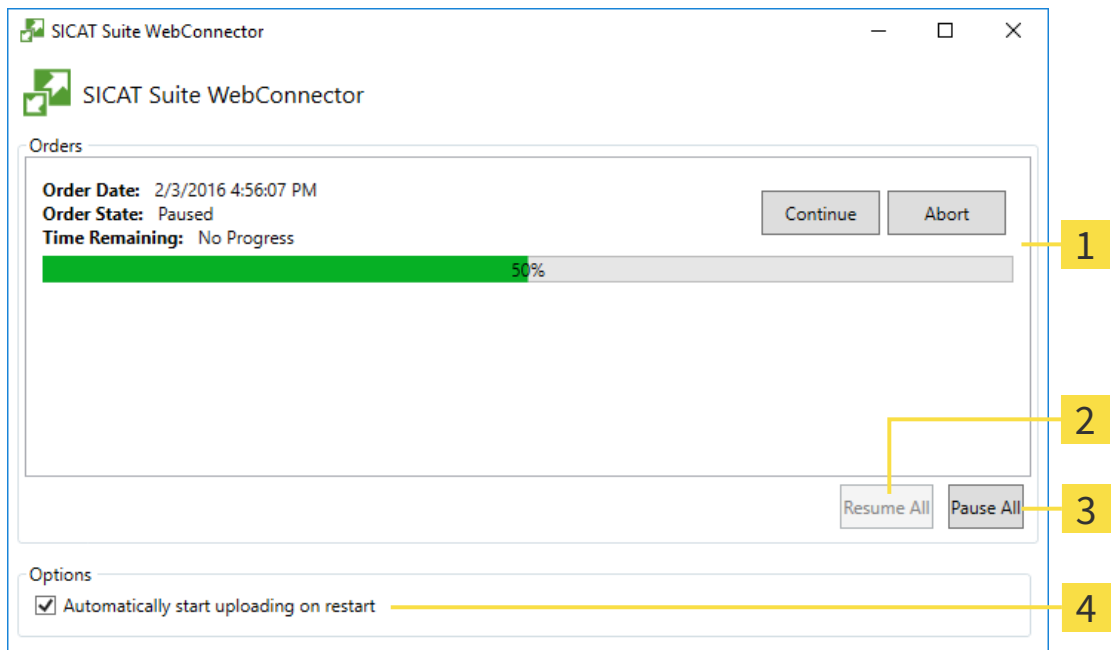 SICAT Suite WebConnector
SICAT Suite WebConnector
Orders
Order Date: 2/3/2016 4:56:07 PM
Order State: Paused
Time Remaining: No Progress
Continue
Abort
1
50%
2
Resume All
Pause All
3
Options
Automatically start uploading on restart
4